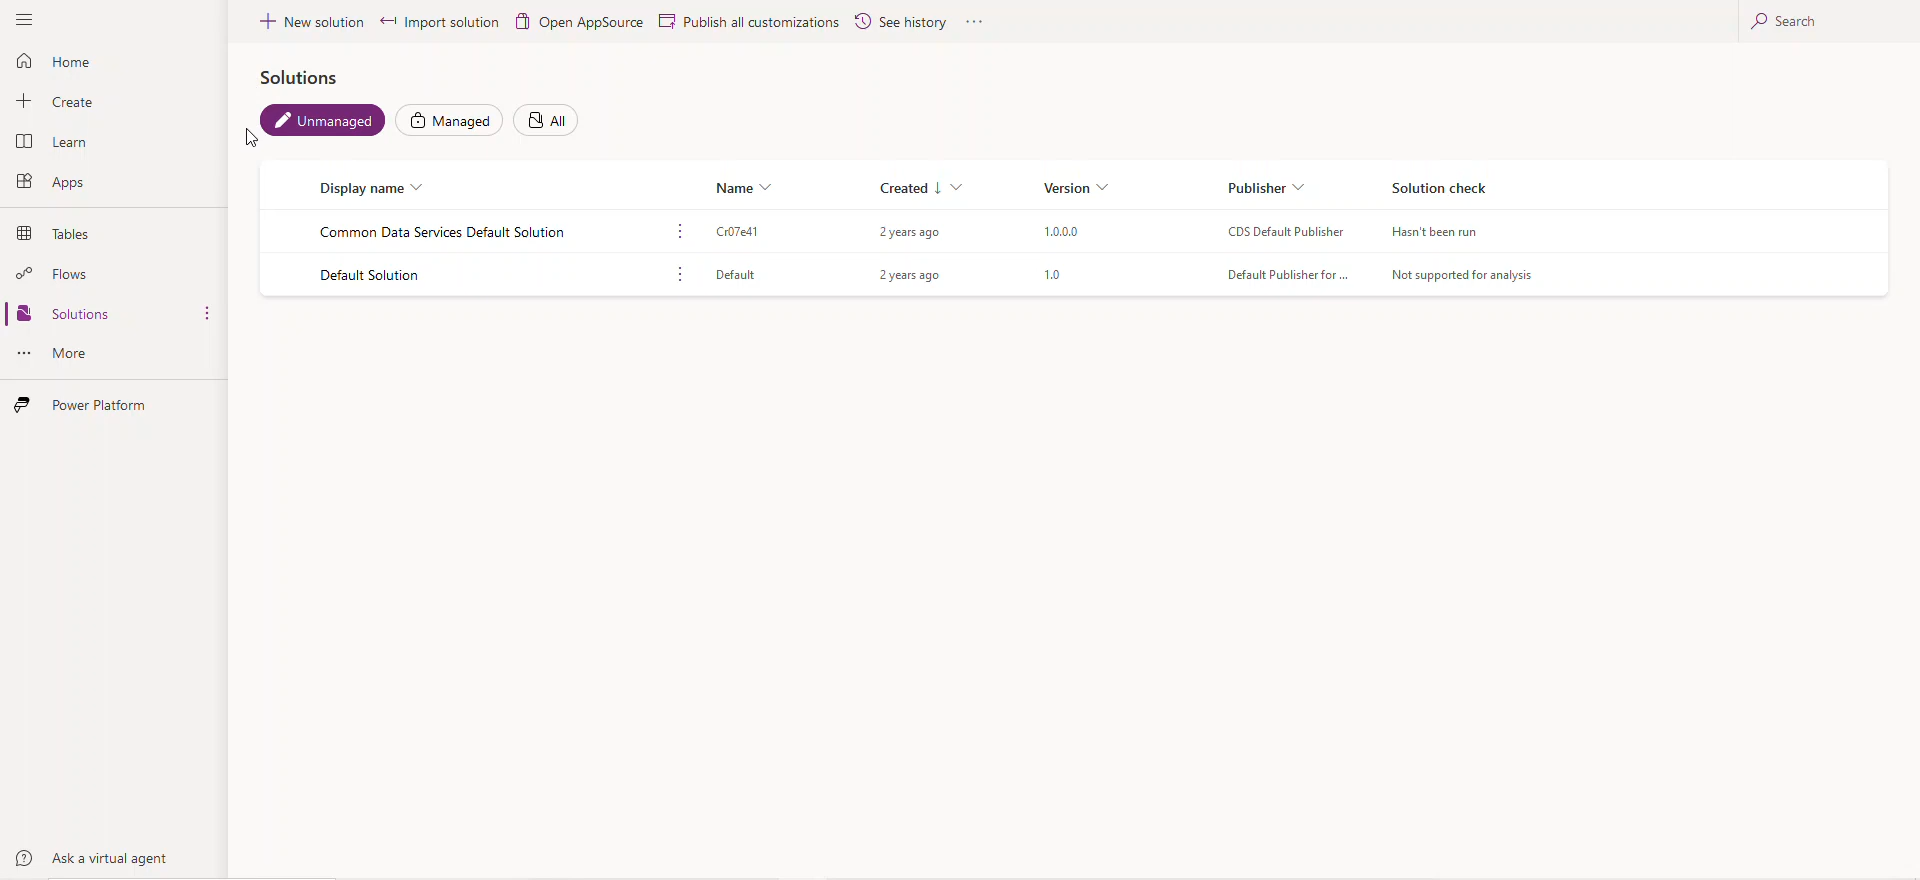 New solution Import solution Open AppSource Publish all customizations See history ··· Search
Home
Create
Learn
Apps
Tables
Flows
Solutions
More
Power Platform
Ask a virtual agent
Solutions
Unmanaged Managed All
Display name Name Created ↓ Version Publisher Solution check
Common Data Services Default Solution Cr07e41 2 years ago 1.0.0.0 CDS Default Publisher Hasn't been run
Default Solution Default 2 years ago 1.0 Default Publisher for ... Not supported for analysis